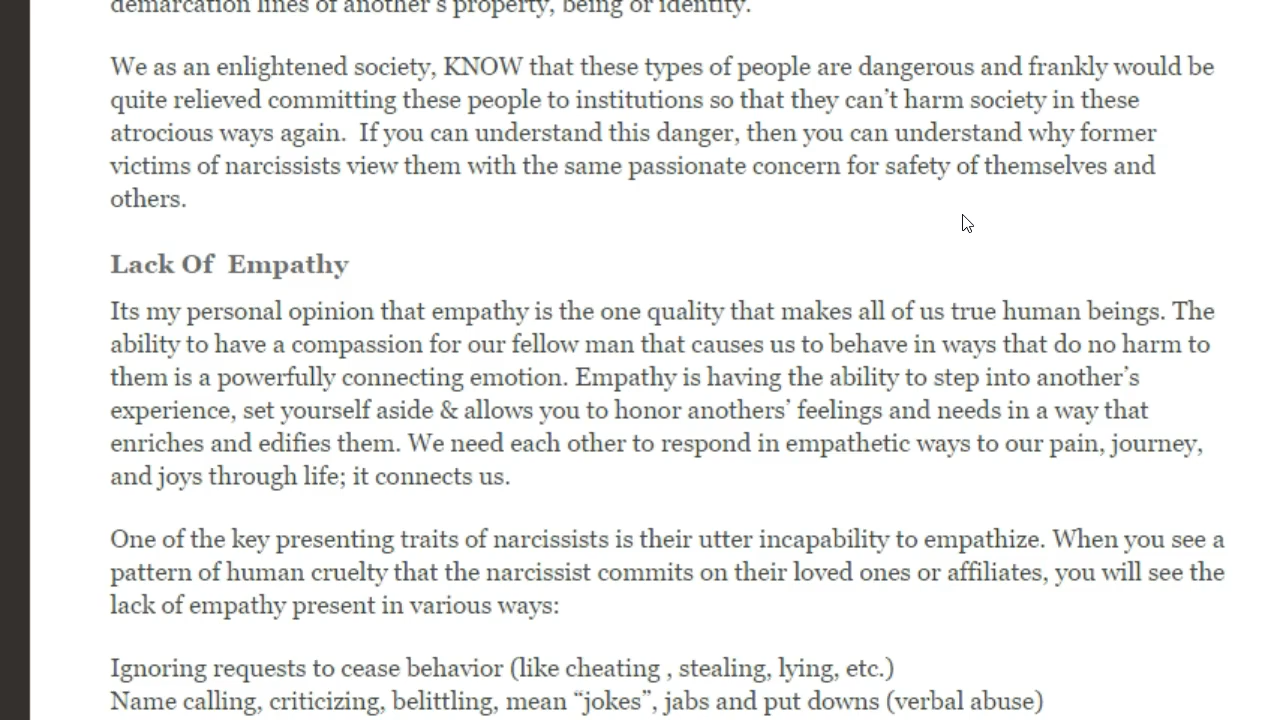 demarcation lines of another's property, being or identity.
We as an enlightened society, KNOW that these types of people are dangerous and frankly would be
quite relieved committing these people to institutions so that they can’t harm society in these
atrocious ways again.  If you can understand this danger, then you can understand why former
victims of narcissists view them with the same passionate concern for safety of themselves and
others.
Lack Of  Empathy
Its my personal opinion that empathy is the one quality that makes all of us true human beings. The
ability to have a compassion for our fellow man that causes us to behave in ways that do no harm to
them is a powerfully connecting emotion. Empathy is having the ability to step into another’s
experience, set yourself aside & allows you to honor anothers’ feelings and needs in a way that
enriches and edifies them. We need each other to respond in empathetic ways to our pain, journey,
and joys through life; it connects us.
One of the key presenting traits of narcissists is their utter incapability to empathize. When you see a
pattern of human cruelty that the narcissist commits on their loved ones or affiliates, you will see the
lack of empathy present in various ways:
Ignoring requests to cease behavior (like cheating , stealing, lying, etc.)
Name calling, criticizing, belittling, mean “jokes”, jabs and put downs (verbal abuse)